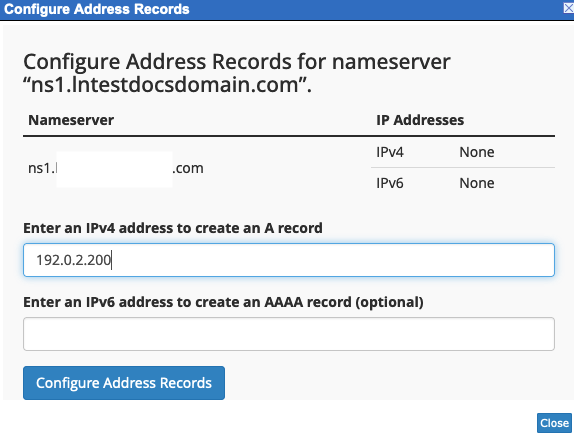 Configure Address Records
Configure Address Records for nameserver
“ns1.lntestdocsdomain.com”.
Nameserver IP Addresses
IPv4 None
ns1.l .com
IPv6 None
Enter an IPv4 address to create an A record
192.0.2.200
Enter an IPv6 address to create an AAAA record (optional)
Configure Address Records
Close